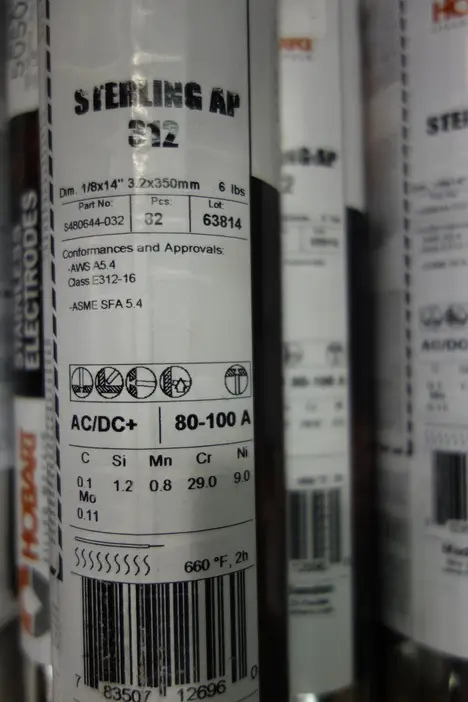 STERLING AP
312
Dim. 1/8x14" 3.2x350mm 6 lbs
Part No: Pcs: Lot:
S480644-032 82 63814
Conformances and Approvals:
-AWS A5.4
Class E312-16
-ASME SFA 5.4
AC/DC+ 80-100 A
C Si Mn Cr Ni
0.1 1.2 0.8 29.0 9.0
Mo
0.11
660 °F, 2h
7 83507 12696 0
ELECTRODES
HOBART
STE
AC/DC
80-100 A